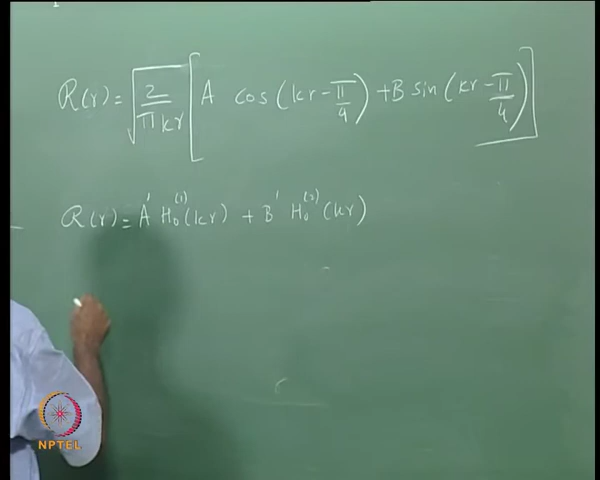 R(r) = √(2/πkr) [A cos(kr - π/4) + B sin(kr - π/4)]
R(r) = A' H₀⁽¹⁾(kr) + B' H₀⁽²⁾(kr)
NPTEL